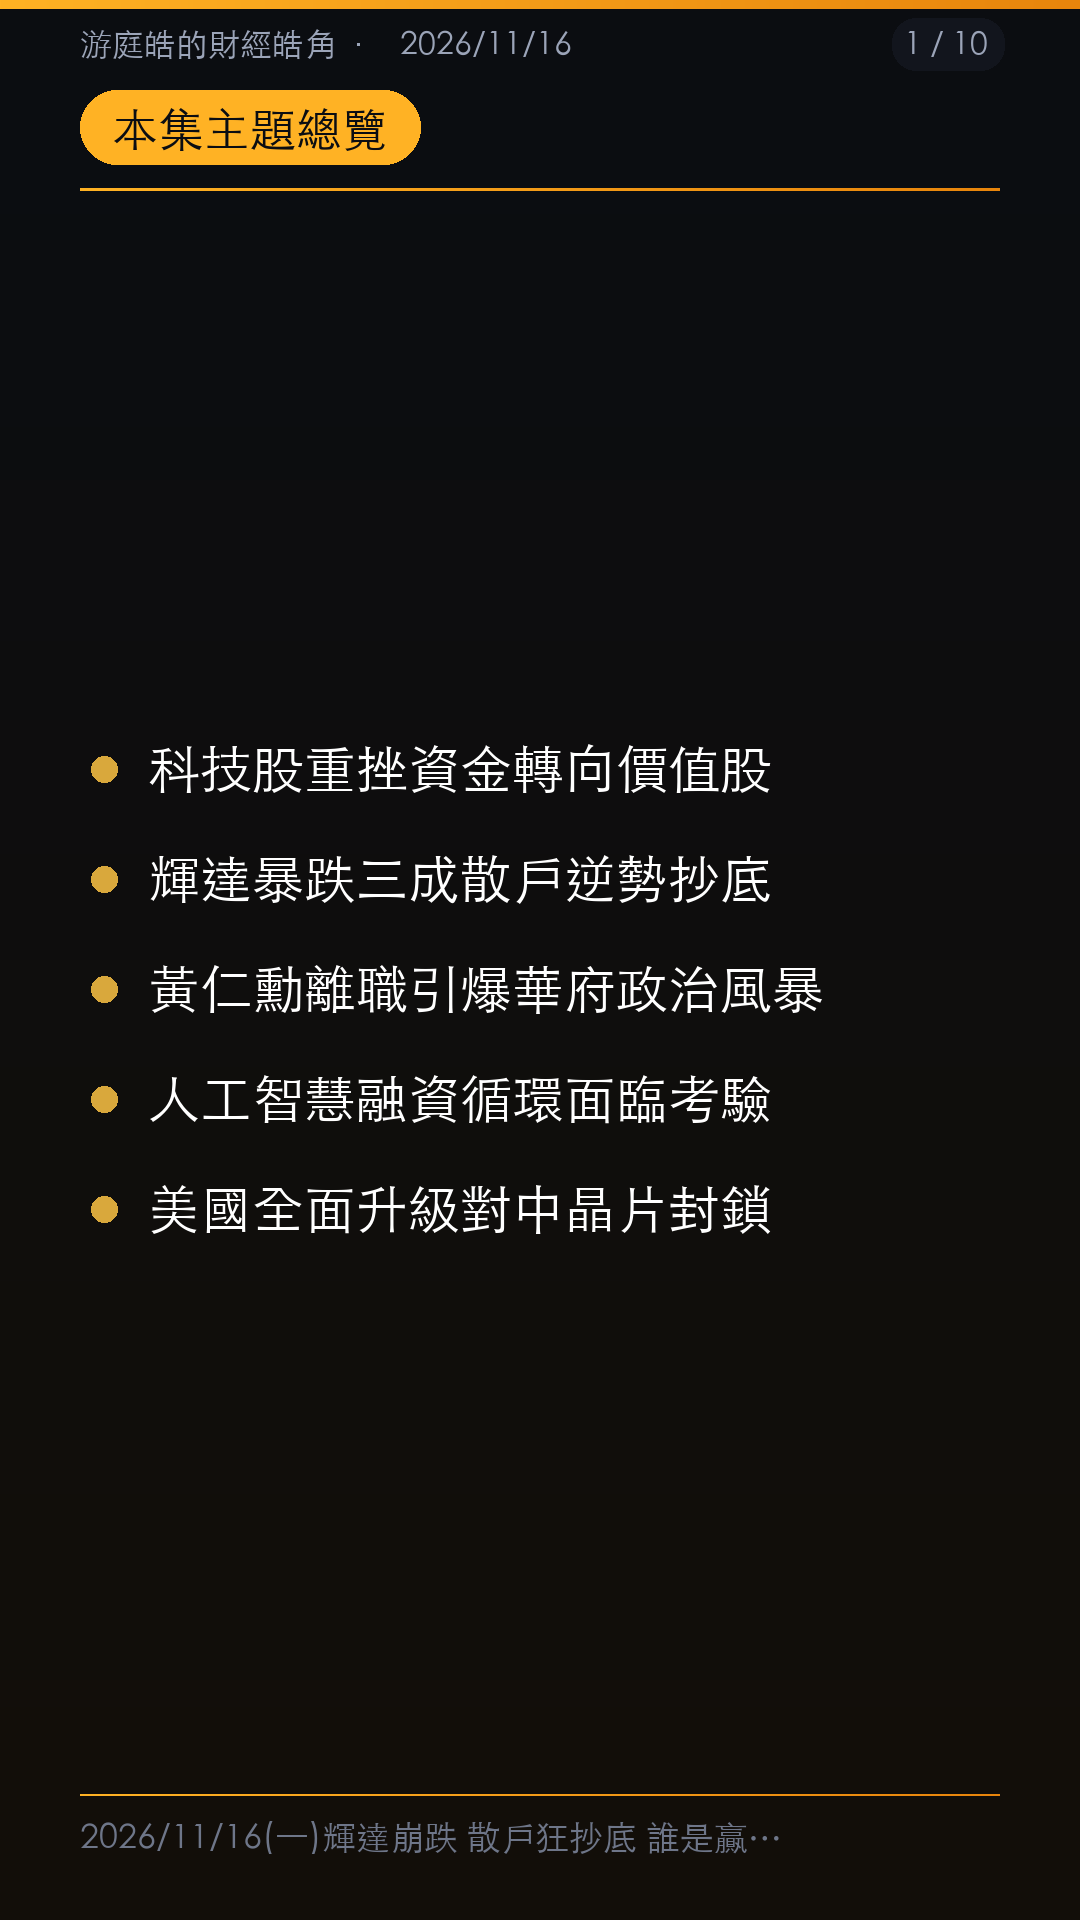 游庭皓的財經皓角 · 2026/11/16
1 / 10
本集主題總覽
科技股重挫資金轉向價值股
輝達暴跌三成散戶逆勢抄底
黃仁勳離職引爆華府政治風暴
人工智慧融資循環面臨考驗
美國全面升級對中晶片封鎖
2026/11/16(一)輝達崩跌 散戶狂抄底 誰是贏⋯